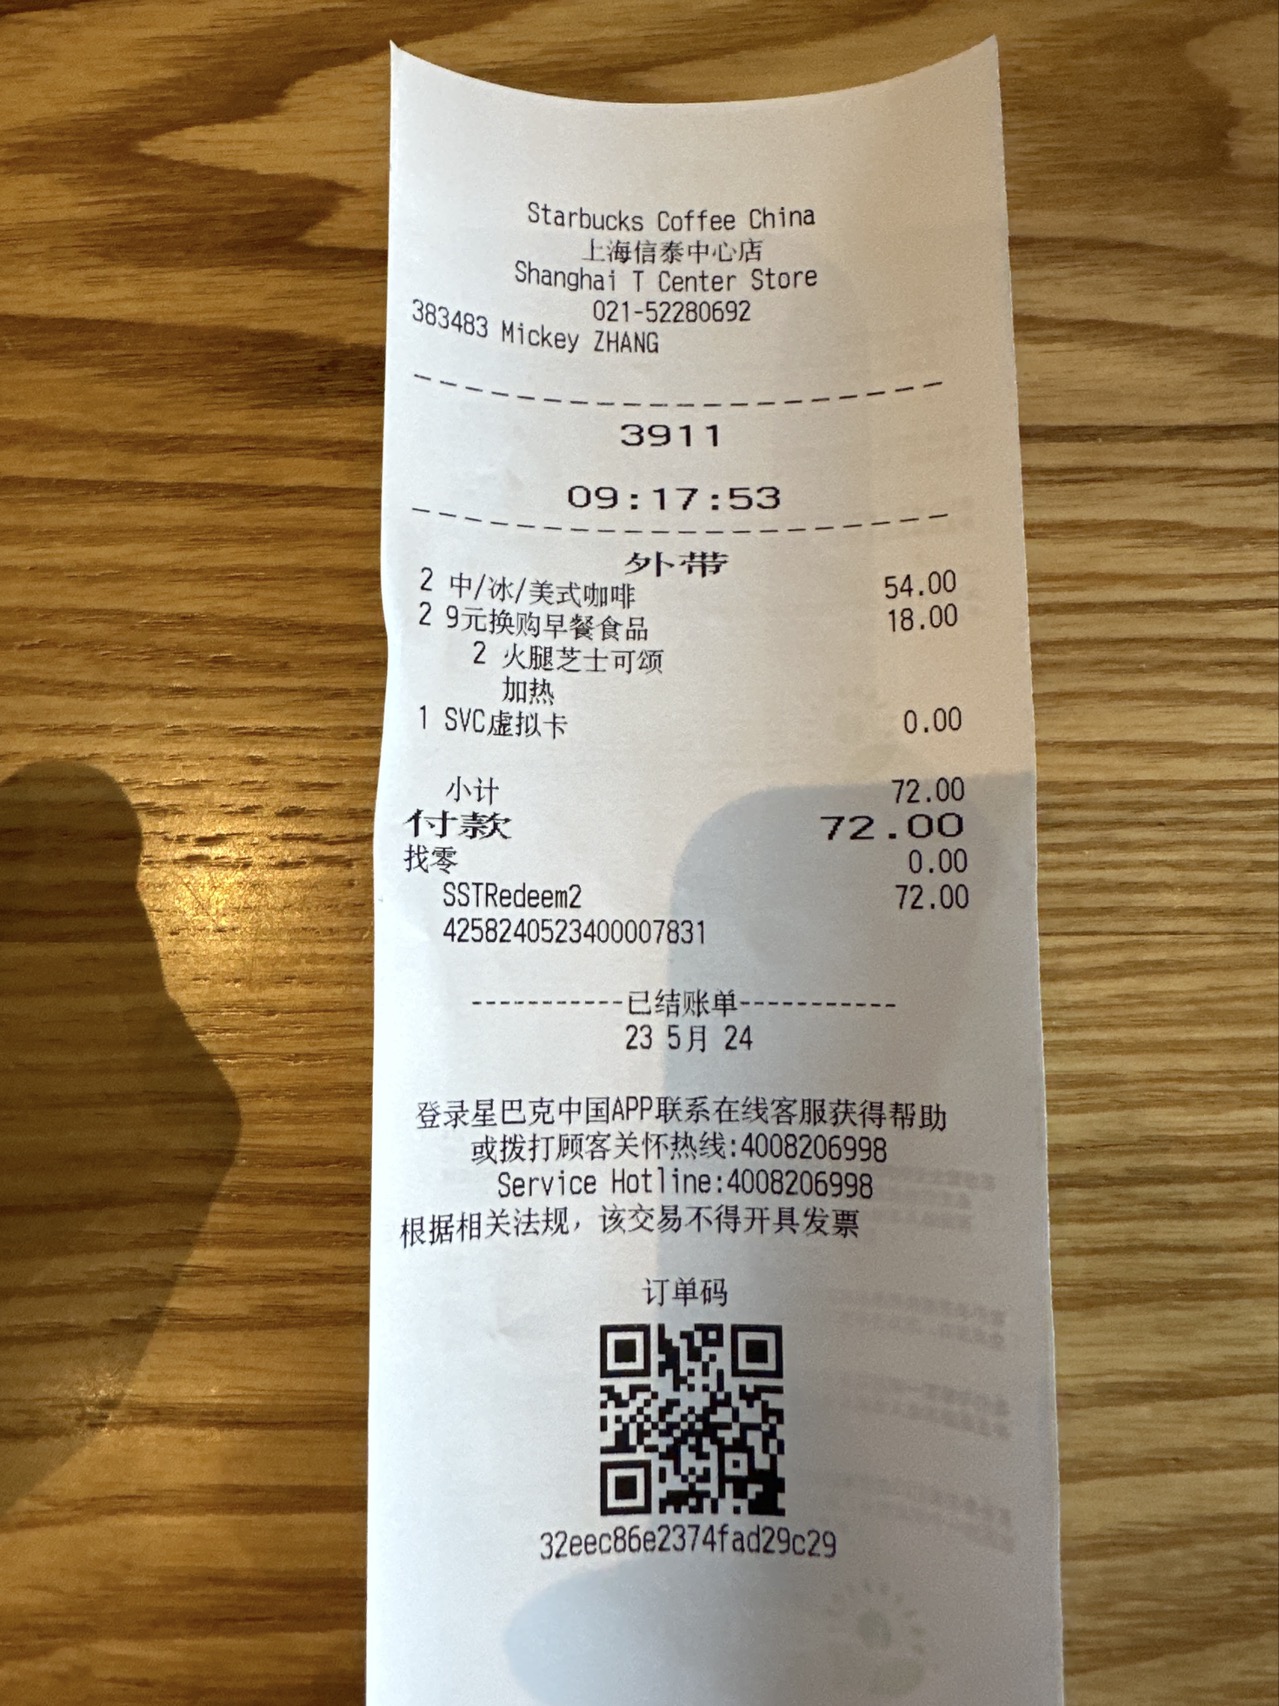 Starbucks Coffee China
上海信泰中心店
Shanghai T Center Store
021-52280692
383483 Mickey ZHANG
--------------------
3911
09:17:53
--------------------
外带
2 中/冰/美式咖啡 54.00
2 9元换购早餐食品 18.00
2 火腿芝士可颂
加热
1 SVC虚拟卡 0.00
小计 72.00
付款 72.00
找零 0.00
SSTRedeem2 72.00
4258240523400007831
-----------已结账单-----------
23 5月 24
登录星巴克中国APP联系在线客服获得帮助
或拨打顾客关怀热线:4008206998
Service Hotline:4008206998
根据相关法规，该交易不得开具发票
订单码
32eec86e2374fad29c29